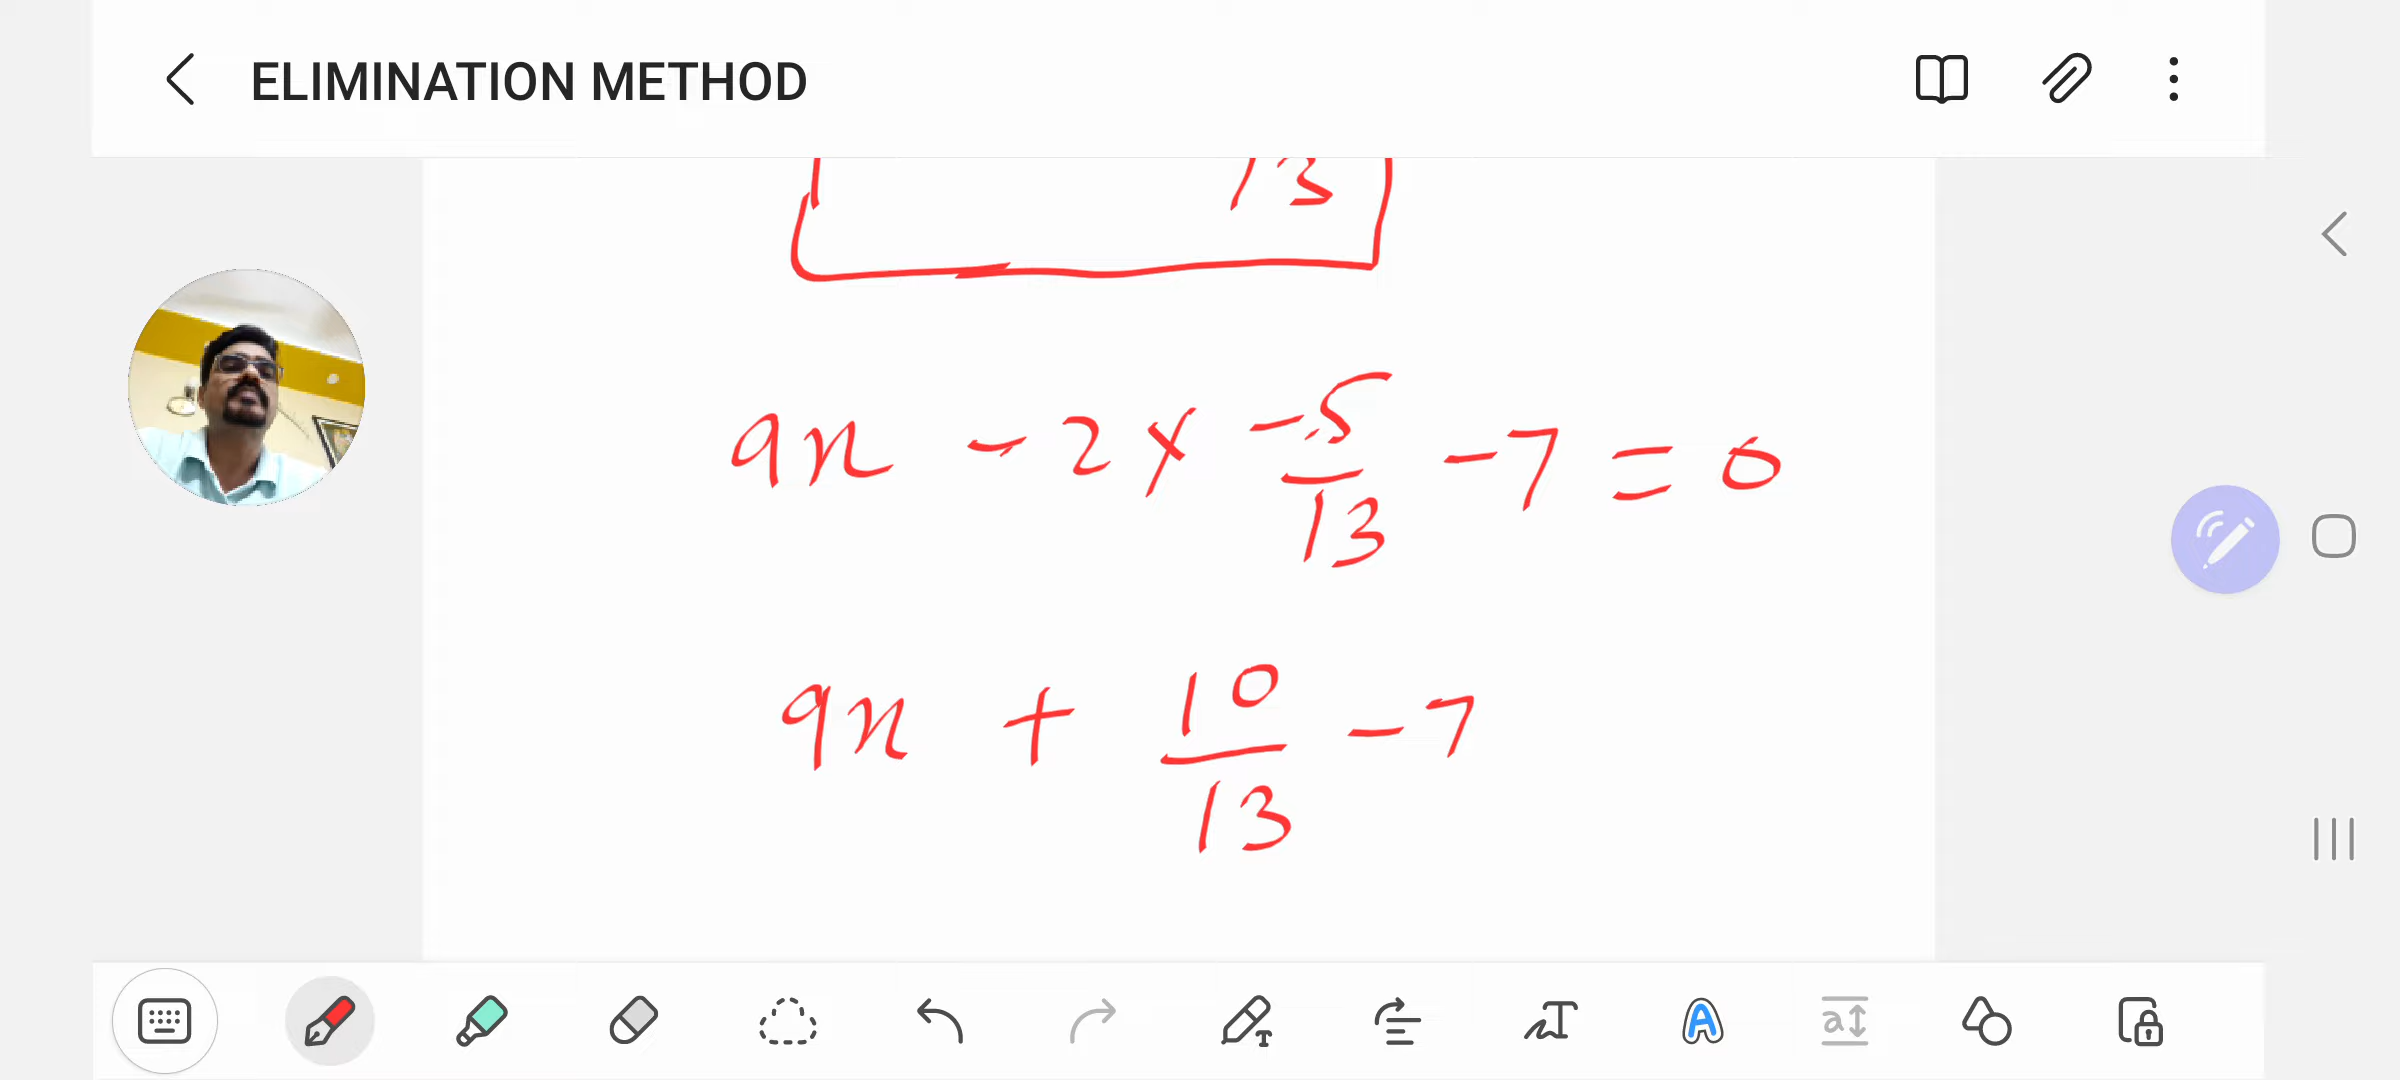 ELIMINATION METHOD
13
9x - 2 × -5/13 - 7 = 0
9x + 10/13 - 7